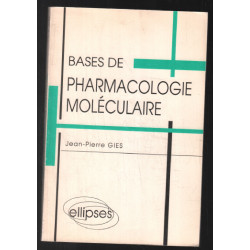 BASES DE
PHARMACOLOGIE
MOLÉCULAIRE
Jean-Pierre GIES
ellipses